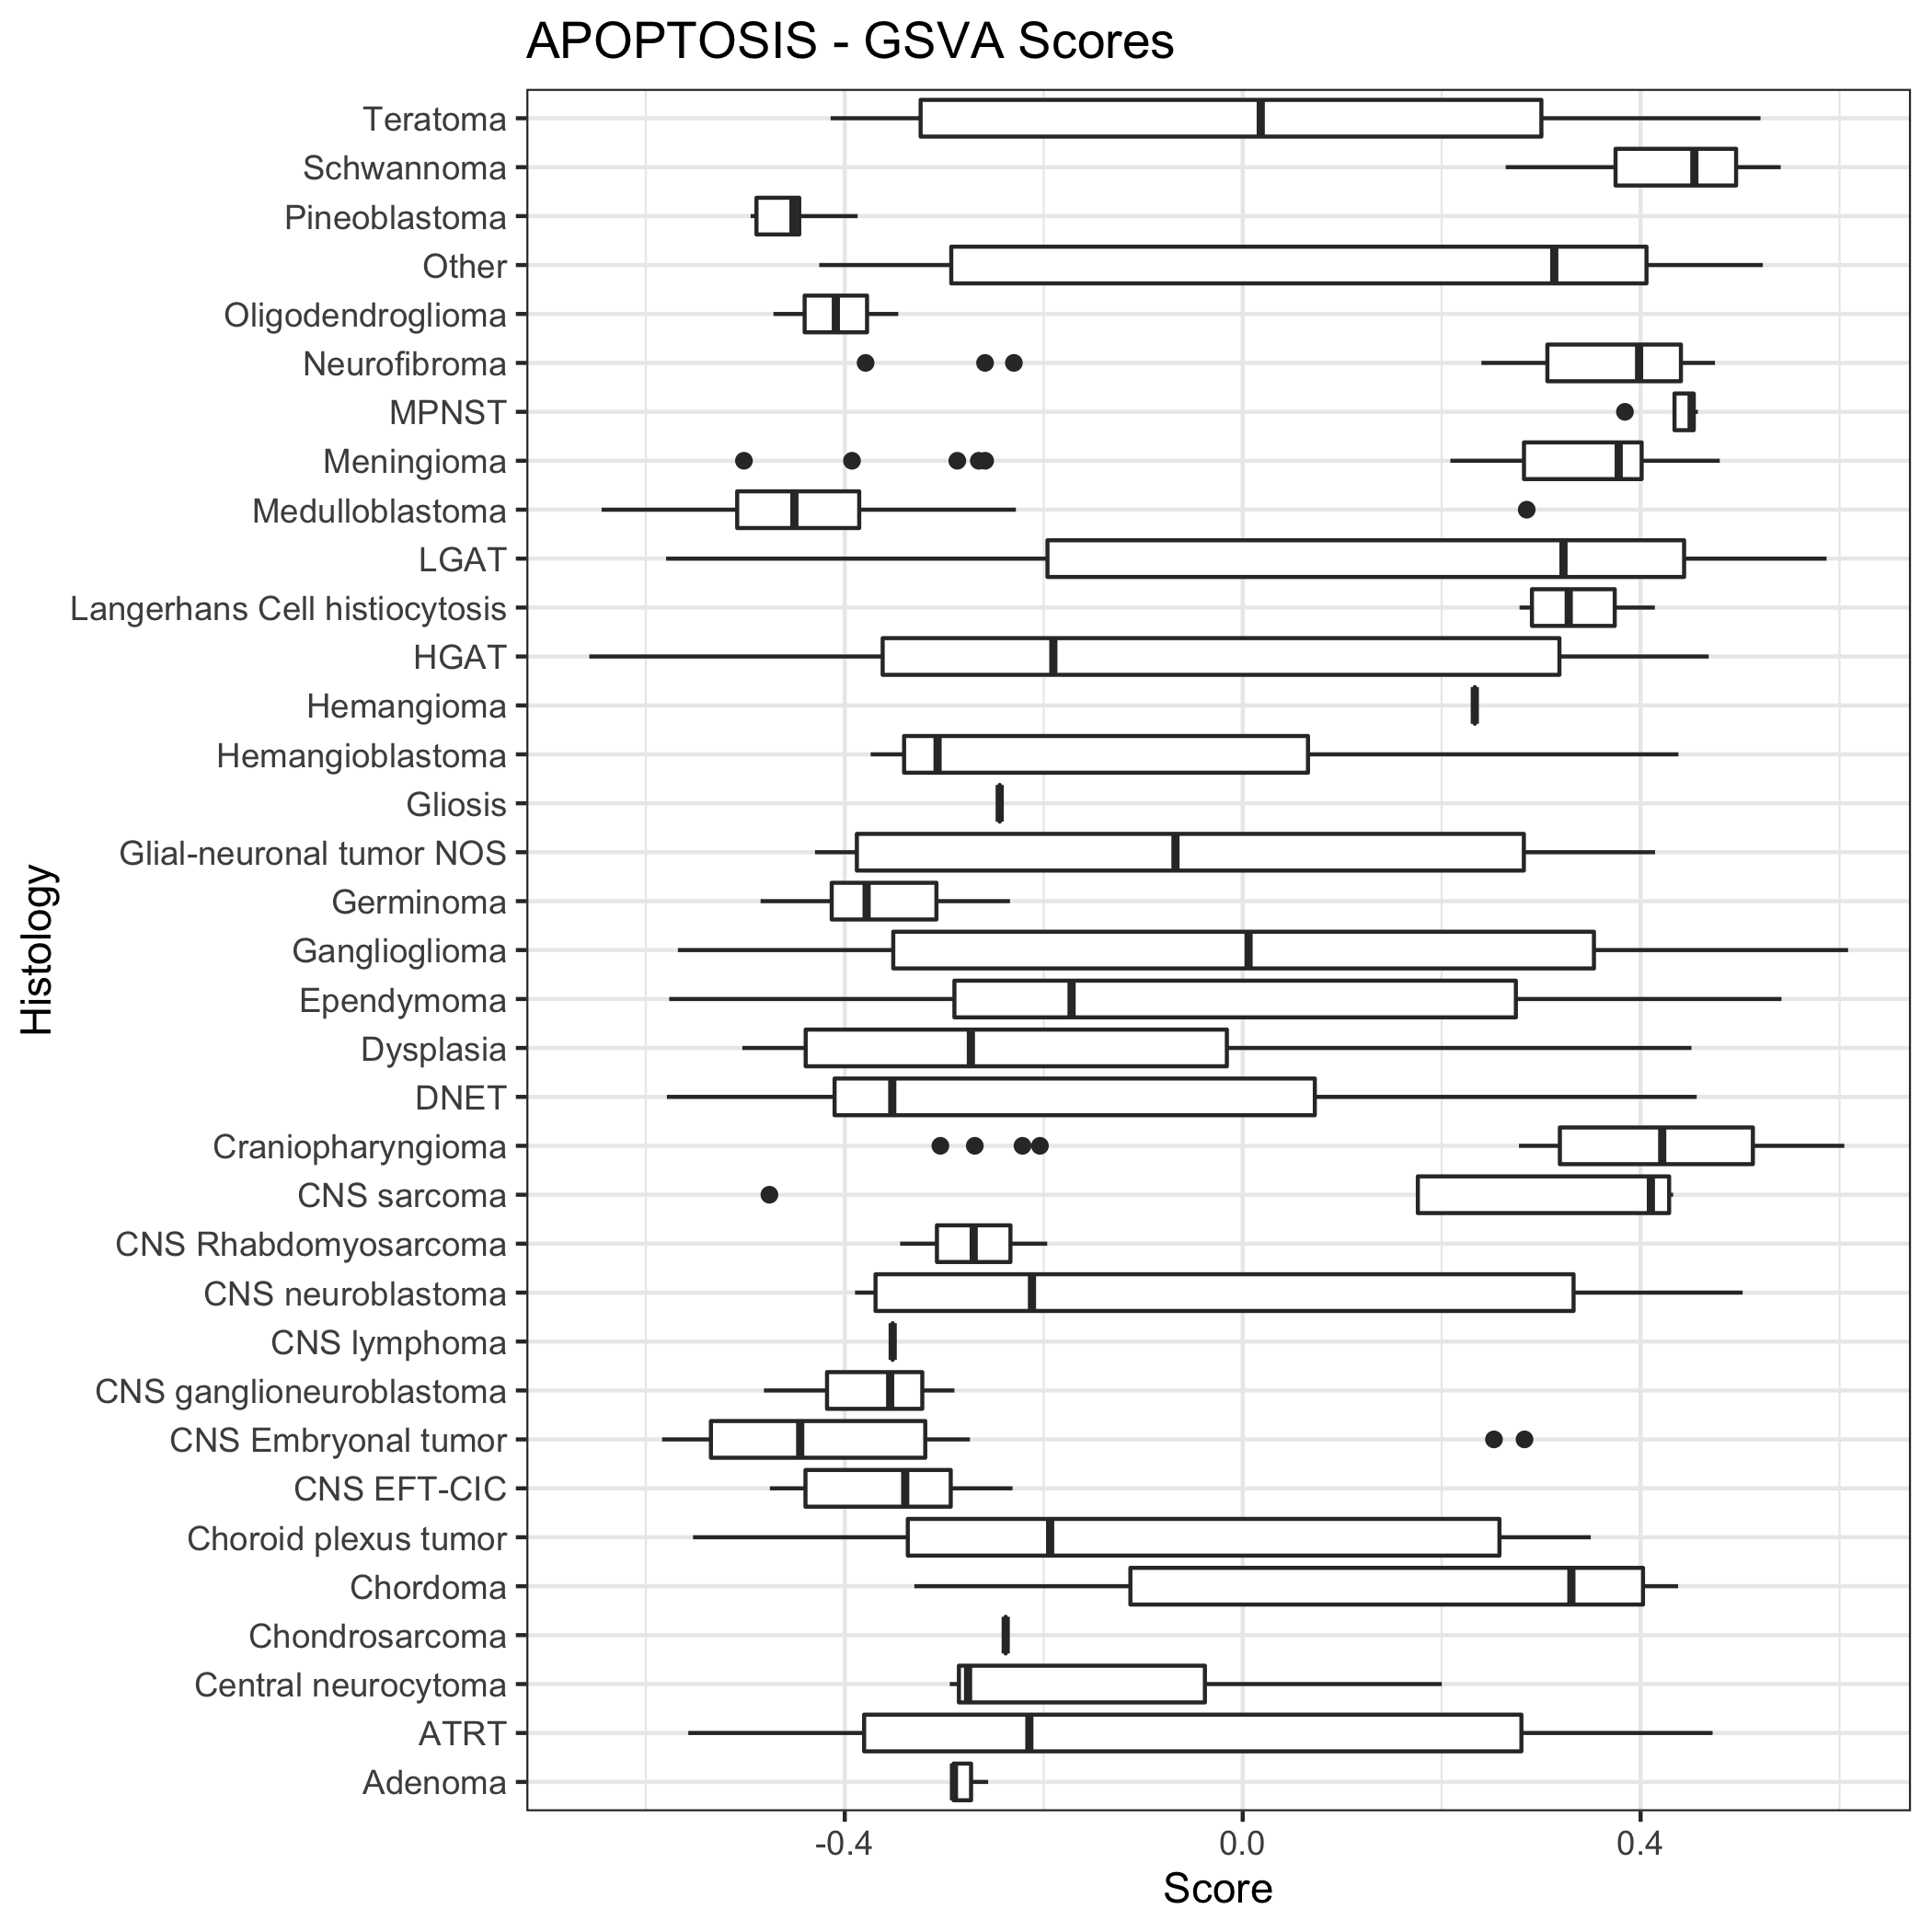 APOPTOSIS - GSVA Scores
Teratoma
Schwannoma
Pineoblastoma
Other
Oligodendroglioma
Neurofibroma
MPNST
Meningioma
Medulloblastoma
LGAT
Langerhans Cell histiocytosis
HGAT
Hemangioma
Hemangioblastoma
Gliosis
Glial-neuronal tumor NOS
Germinoma
Ganglioglioma
Ependymoma
Dysplasia
DNET
Craniopharyngioma
CNS sarcoma
CNS Rhabdomyosarcoma
CNS neuroblastoma
CNS lymphoma
CNS ganglioneuroblastoma
CNS Embryonal tumor
CNS EFT-CIC
Choroid plexus tumor
Chordoma
Chondrosarcoma
Central neurocytoma
ATRT
Adenoma
Histology
-0.4 0.0 0.4
Score